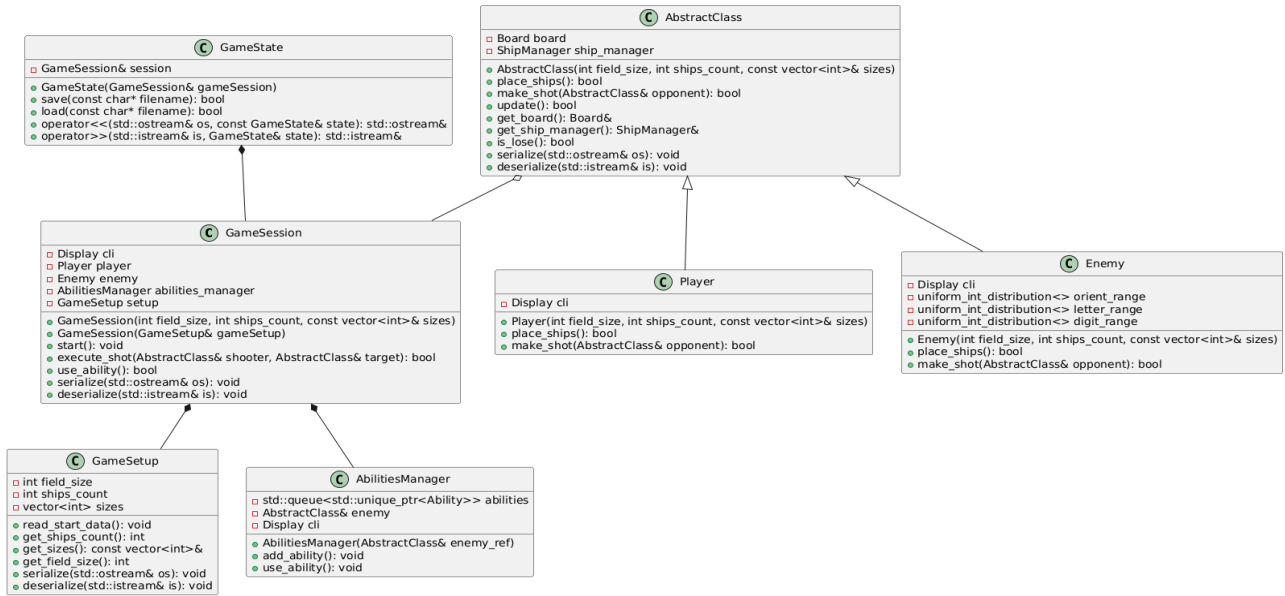 C GameState
GameSession& session
GameState(GameSession& gameSession)
save(const char* filename): bool
load(const char* filename): bool
operator<<(std::ostream& os, const GameState& state): std::ostream&
operator>>(std::istream& is, GameState& state): std::istream&
C AbstractClass
Board board
ShipManager ship_manager
AbstractClass(int field_size, int ships_count, const vector<int>& sizes)
place_ships(): bool
make_shot(AbstractClass& opponent): bool
update(): bool
get_board(): Board&
get_ship_manager(): ShipManager&
is_lose(): bool
serialize(std::ostream& os): void
deserialize(std::istream& is): void
C GameSession
Display cli
Player player
Enemy enemy
AbilitiesManager abilities_manager
GameSetup setup
GameSession(int field_size, int ships_count, const vector<int>& sizes)
GameSession(GameSetup& gameSetup)
start(): void
execute_shot(AbstractClass& shooter, AbstractClass& target): bool
use_ability(): bool
serialize(std::ostream& os): void
deserialize(std::istream& is): void
C Player
Display cli
Player(int field_size, int ships_count, const vector<int>& sizes)
place_ships(): bool
make_shot(AbstractClass& opponent): bool
C Enemy
Display cli
uniform_int_distribution<> orient_range
uniform_int_distribution<> letter_range
uniform_int_distribution<> digit_range
Enemy(int field_size, int ships_count, const vector<int>& sizes)
place_ships(): bool
make_shot(AbstractClass& opponent): bool
C GameSetup
int field_size
int ships_count
vector<int> sizes
read_start_data(): void
get_ships_count(): int
get_sizes(): const vector<int>&
get_field_size(): int
serialize(std::ostream& os): void
deserialize(std::istream& is): void
C AbilitiesManager
std::queue<std::unique_ptr<Ability>> abilities
AbstractClass& enemy
Display cli
AbilitiesManager(AbstractClass& enemy_ref)
add_ability(): void
use_ability(): void